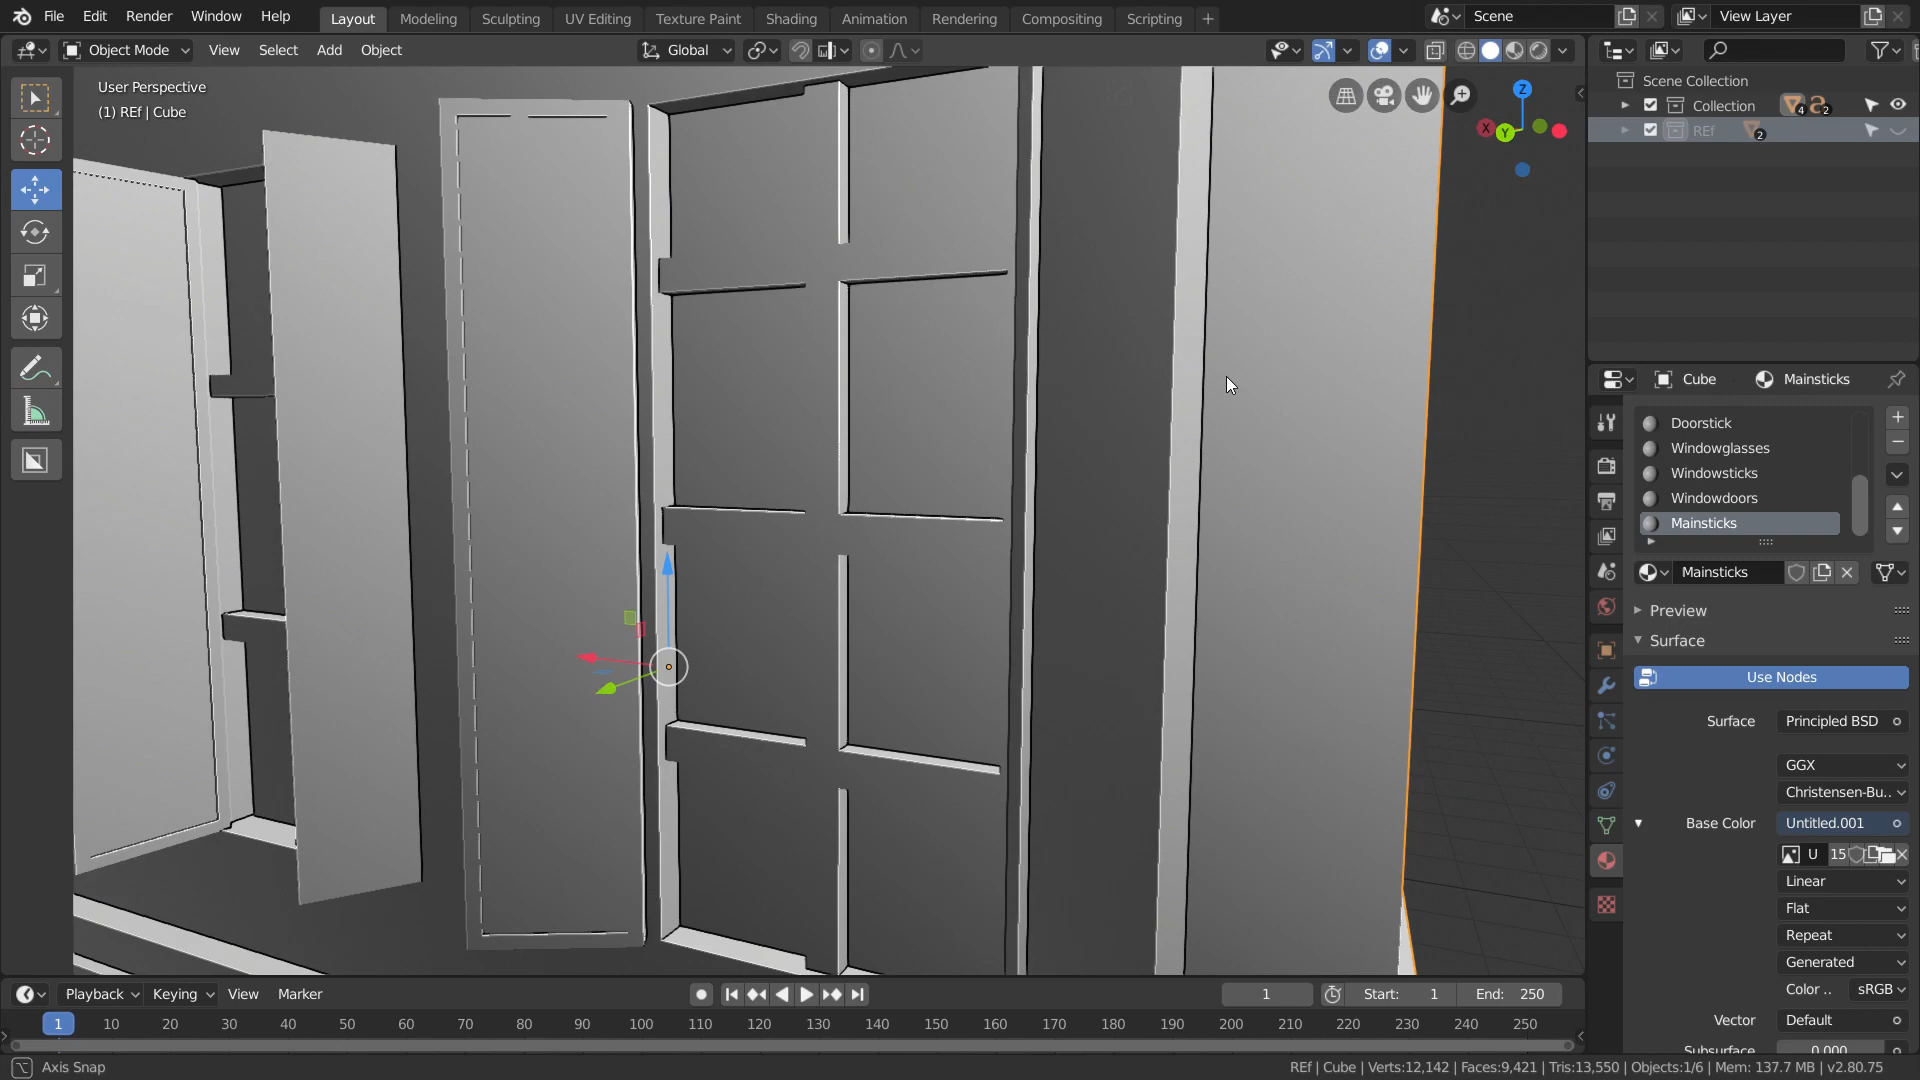 File Edit Render Window Help Layout Modeling Sculpting UV Editing Texture Paint Shading Animation Rendering Compositing Scripting + Scene View Layer
Object Mode View Select Add Object Global
User Perspective
(1) REf | Cube
Z
X
Y
Scene Collection
Collection 4 2
REf 2
Cube Mainsticks
Doorstick
Windowglasses
Windowsticks
Windowdoors
Mainsticks
Mainsticks
Preview
Surface
Use Nodes
Surface Principled BSD
GGX
Christensen-Bu..
Base Color Untitled.001
U 15
Linear
Flat
Repeat
Generated
Color .. sRGB
Vector Default
Subsurface 0.000
Playback Keying View Marker 1 Start: 1 End: 250
1 10 20 30 40 50 60 70 80 90 100 110 120 130 140 150 160 170 180 190 200 210 220 230 240 250
Axis Snap REf | Cube | Verts:12,142 | Faces:9,421 | Tris:13,550 | Objects:1/6 | Mem: 137.7 MB | v2.80.75